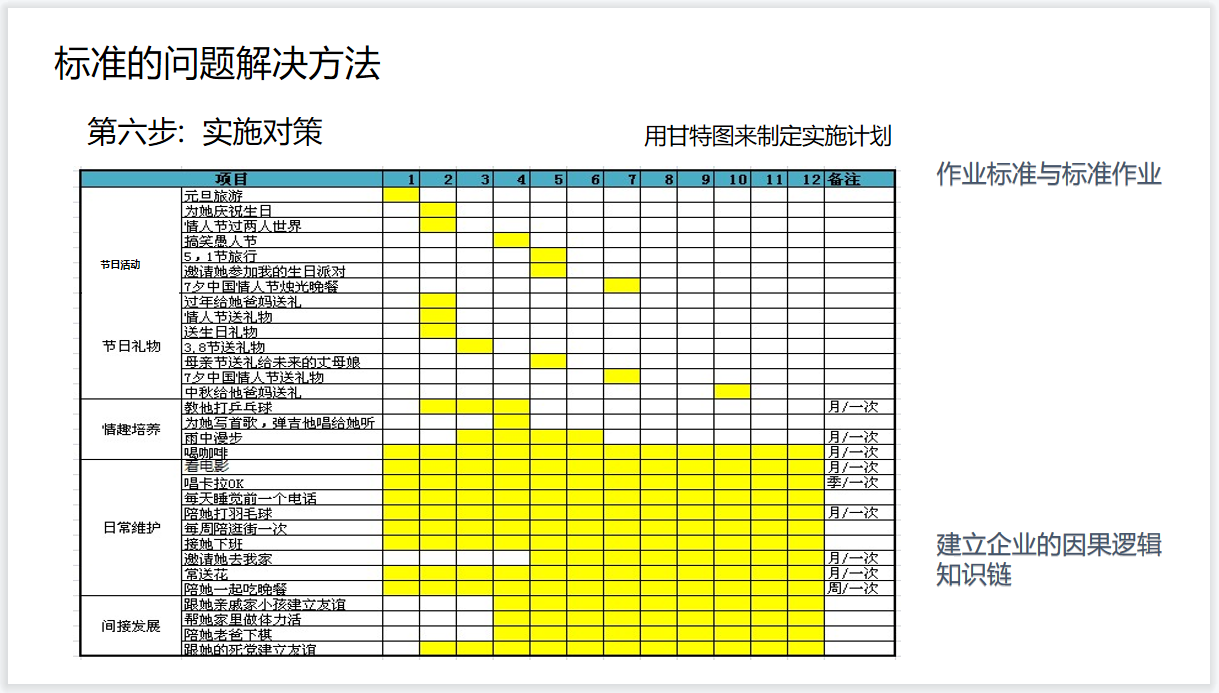 标准的问题解决方法
第六步：实施对策
用甘特图来制定实施计划
作业标准与标准作业
项目 1 2 3 4 5 6 7 8 9 10 11 12 备注
节日活动
元旦旅游
为她庆祝生日
情人节过两人世界
搞笑愚人节
5，1节旅行
邀请她参加我的生日派对
7夕中国情人节烛光晚餐
节日礼物
过年给她爸妈送礼
情人节送礼物
送生日礼物
3,8节送礼物
母亲节送礼给未来的丈母娘
7夕中国情人节送礼物
中秋给他爸妈送礼
情趣培养
教他打乒乓球 月/一次
为她写首歌，弹吉他唱给她听
雨中漫步 月/一次
喝咖啡 月/一次
日常维护
看电影 月/一次
唱卡拉OK 季/一次
每天睡觉前一个电话
陪她打羽毛球 月/一次
每周陪逛街一次
接她下班
邀请她去我家 月/一次
常送花 月/一次
陪她一起吃晚餐 周/一次
间接发展
跟她亲戚家小孩建立友谊
帮她家里做体力活
陪她老爸下棋
跟她的死党建立友谊
建立企业的因果逻辑
知识链